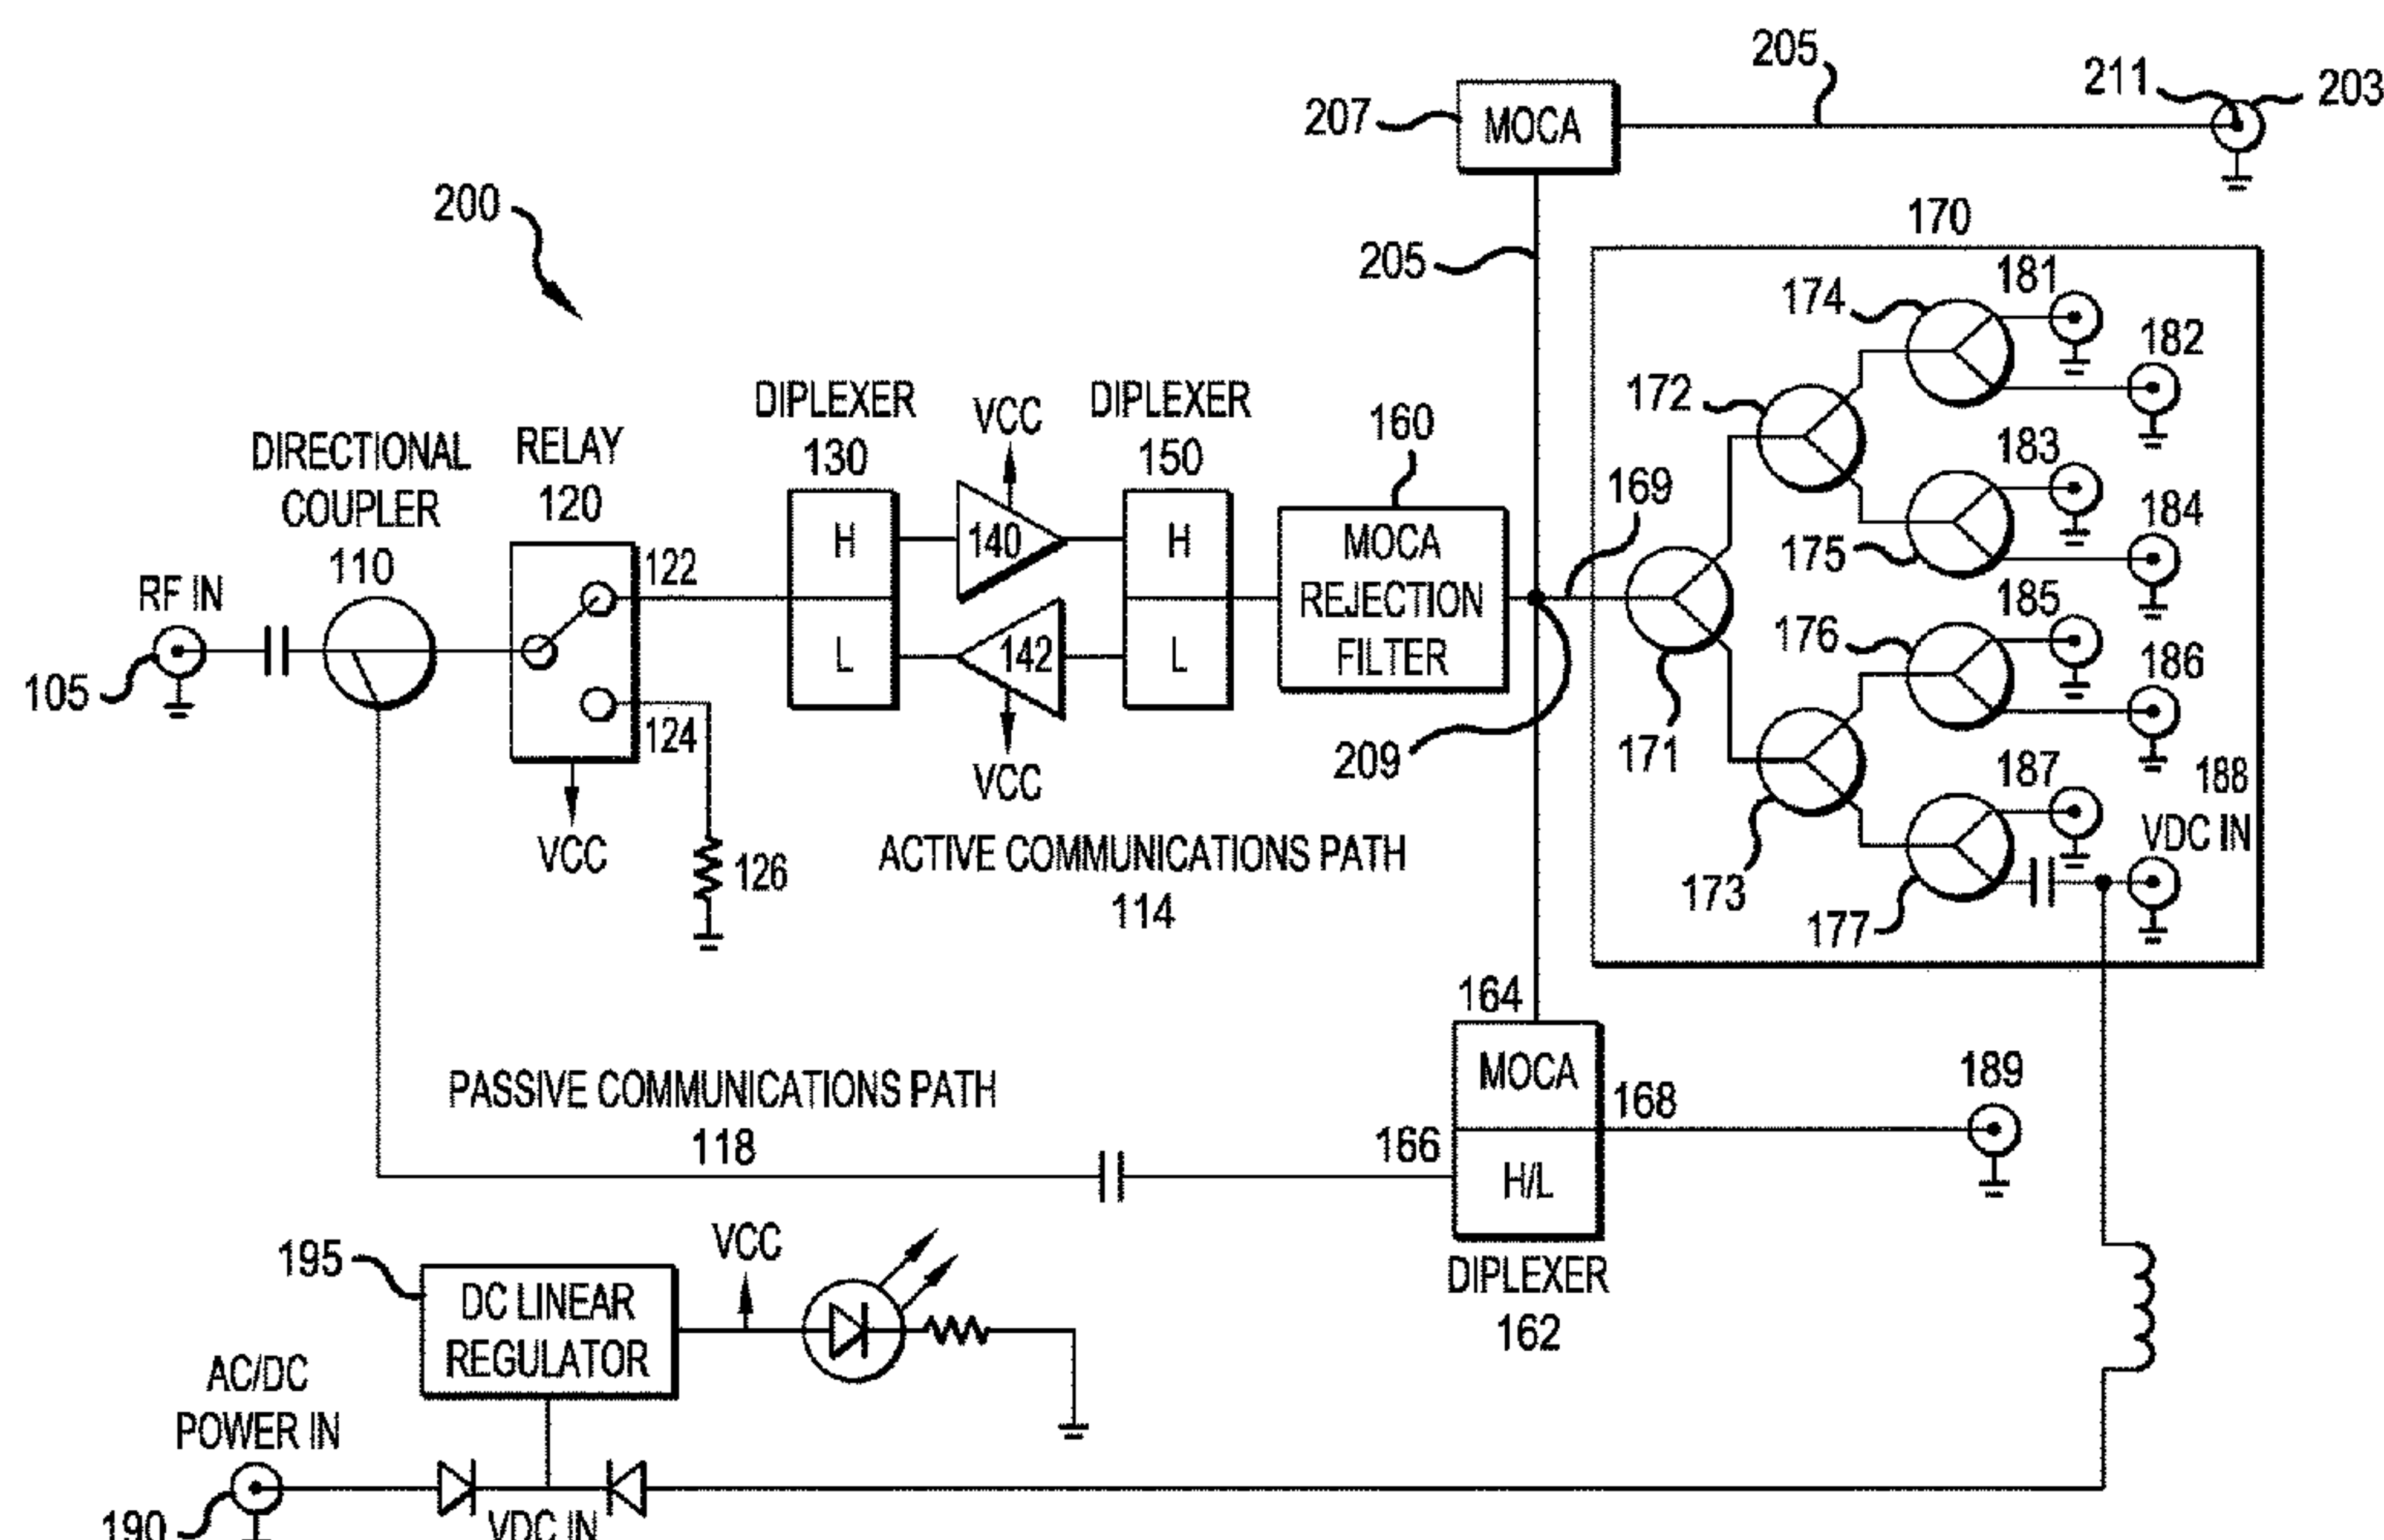 205
211
203
207
MOCA
200
205
170
181
174
182
DIPLEXER
130
VCC
DIPLEXER
150
172
160
183
DIRECTIONAL
COUPLER
110
RELAY
120
169
184
RF IN
122
H
140
H
MOCA
REJECTION
FILTER
175
185
176
186
105
124
L
142
L
209
171
187
188
VDC IN
VCC
VCC
126
ACTIVE COMMUNICATIONS PATH
114
173
177
164
PASSIVE COMMUNICATIONS PATH
118
MOCA
168
189
166
H/L
195
VCC
DIPLEXER
162
DC LINEAR
REGULATOR
AC/DC
POWER IN
190
VDC IN